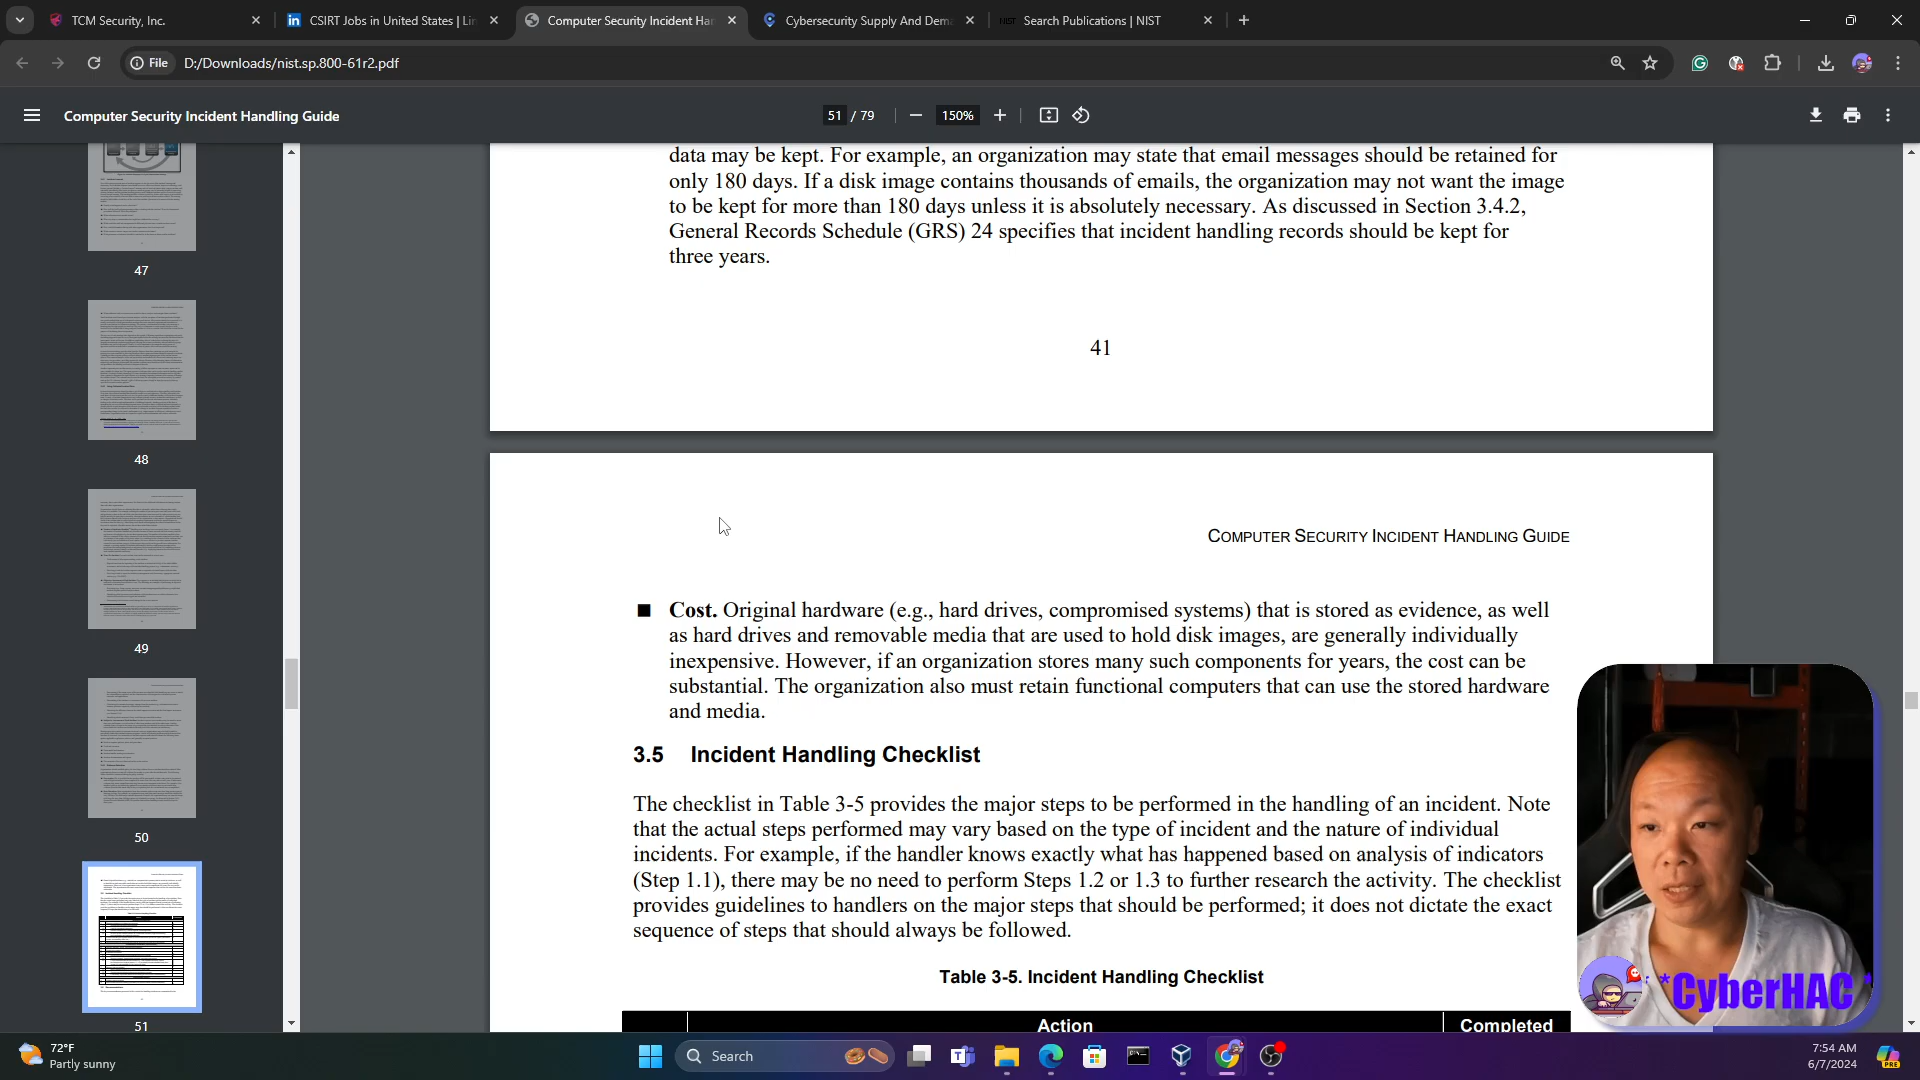 TCM Security, Inc.
CSIRT Jobs in United States | Lin
Computer Security Incident Har
Cybersecurity Supply And Dema
NIST
Search Publications | NIST
File
D:/Downloads/nist.sp.800-61r2.pdf
Computer Security Incident Handling Guide
51 / 79
150%
47
48
49
50
51
data may be kept. For example, an organization may state that email messages should be retained for
only 180 days. If a disk image contains thousands of emails, the organization may not want the image
to be kept for more than 180 days unless it is absolutely necessary. As discussed in Section 3.4.2,
General Records Schedule (GRS) 24 specifies that incident handling records should be kept for
three years.
41
COMPUTER SECURITY INCIDENT HANDLING GUIDE
■ Cost. Original hardware (e.g., hard drives, compromised systems) that is stored as evidence, as well
as hard drives and removable media that are used to hold disk images, are generally individually
inexpensive. However, if an organization stores many such components for years, the cost can be
substantial. The organization also must retain functional computers that can use the stored hardware
and media.
3.5 Incident Handling Checklist
The checklist in Table 3-5 provides the major steps to be performed in the handling of an incident. Note
that the actual steps performed may vary based on the type of incident and the nature of individual
incidents. For example, if the handler knows exactly what has happened based on analysis of indicators
(Step 1.1), there may be no need to perform Steps 1.2 or 1.3 to further research the activity. The checklist
provides guidelines to handlers on the major steps that should be performed; it does not dictate the exact
sequence of steps that should always be followed.
Table 3-5. Incident Handling Checklist
Action
Completed
*CyberHAC
72°F
Partly sunny
Search
7:54 AM
6/7/2024
PRE